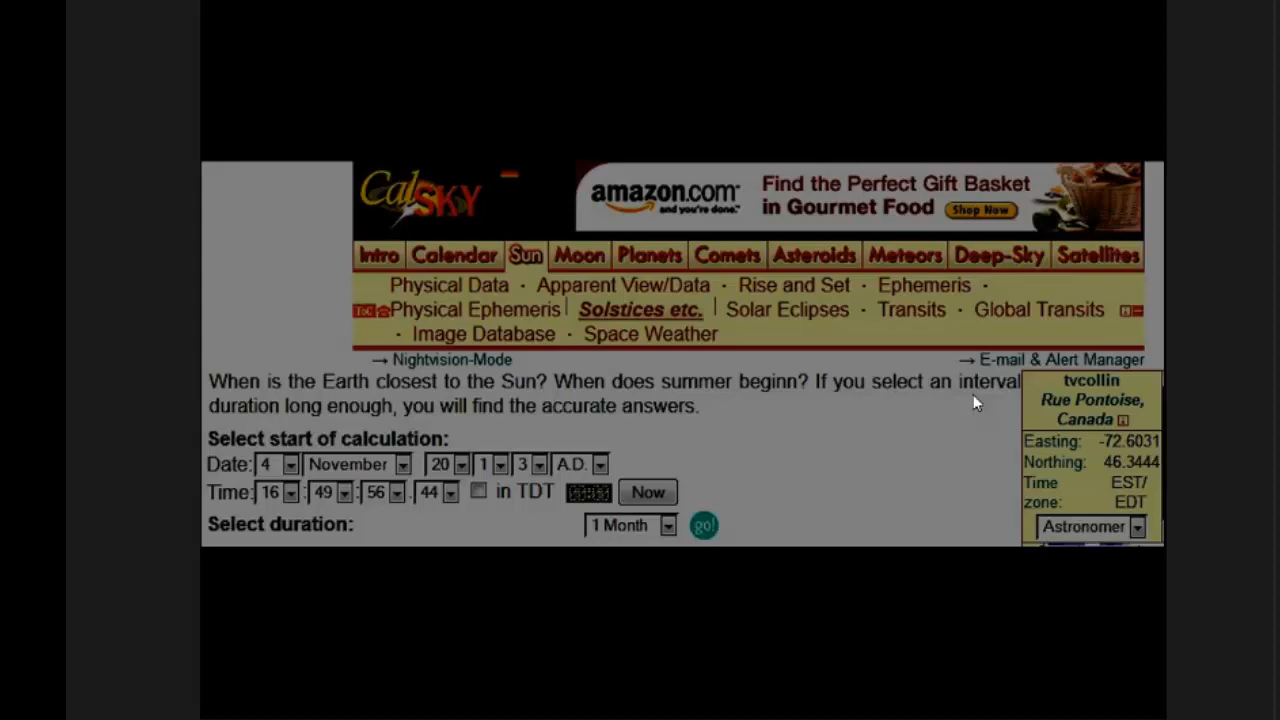 CalSKY
amazon.com and you're done.™ Find the Perfect Gift Basket
in Gourmet Food Shop Now
Intro Calendar Sun Moon Planets Comets Asteroids Meteors Deep-Sky Satellites
Physical Data · Apparent View/Data · Rise and Set · Ephemeris ·
Physical Ephemeris | Solstices etc. | Solar Eclipses · Transits · Global Transits
· Image Database · Space Weather
→ Nightvision-Mode → E-mail & Alert Manager
When is the Earth closest to the Sun? When does summer beginn? If you select an interval
duration long enough, you will find the accurate answers.
tvcollin
Rue Pontoise,
Canada
Select start of calculation:
Date: 4 November 20 1 3 A.D.
Time: 16 : 49 : 56 . 44 in TDT Now
Select duration: 1 Month go!
Easting: -72.6031
Northing: 46.3444
Time EST/
zone: EDT
Astronomer